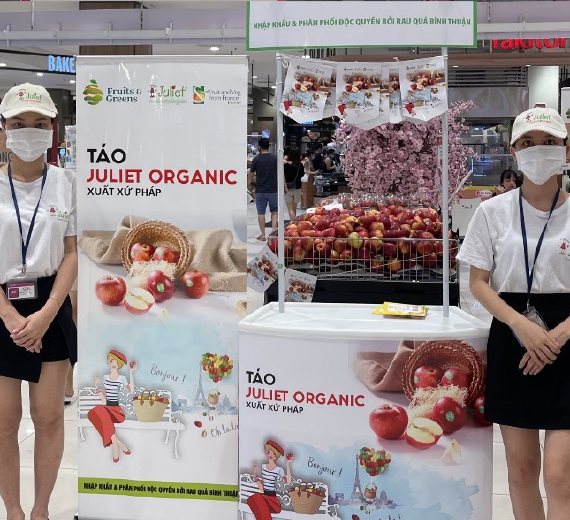 NHẬP KHẨU & PHÂN PHỐI ĐỘC QUYỀN BỞI RAU QUẢ BÌNH THUẬN
BAKE
Fruits &
Greens
Juliet
TÁO
JULIET ORGANIC
XUẤT XỨ PHÁP
Bonjour !
Oh la l
NHẬP KHẨU & PHÂN PHỐI ĐỘC QUYỀN BỞI RAU QUẢ BÌNH THUẬN
Juliet
Juliet
TÁO
JULIET ORGANIC
XUẤT XỨ PHÁP
Bonjour !